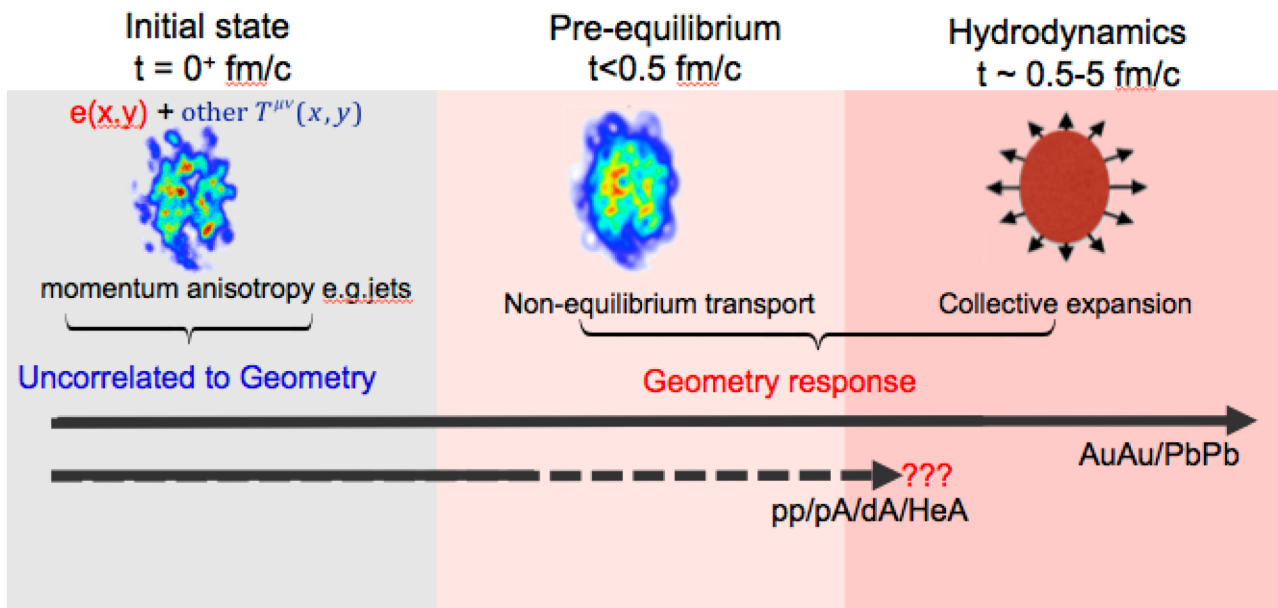 Initial state
t = 0⁺ fm/c
Pre-equilibrium
t<0.5 fm/c
Hydrodynamics
t ~ 0.5-5 fm/c
e(x.y) + other T^{μν}(x, y)
momentum anisotropy e.g.jets
Non-equilibrium transport
Collective expansion
Uncorrelated to Geometry
Geometry response
AuAu/PbPb
???
pp/pA/dA/HeA